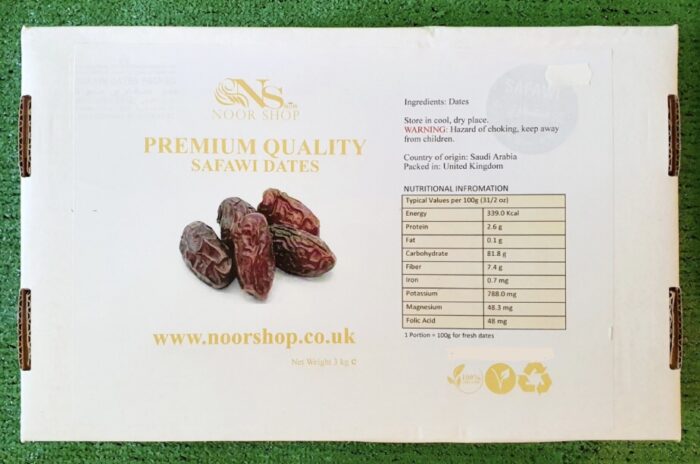 NS
NOOR SHOP
PREMIUM QUALITY
SAFAWI DATES
www.noorshop.co.uk
Net Weight 3 kg ℮
SAFAWI
Ingredients: Dates
Store in cool, dry place.
WARNING: Hazard of choking, keep away
from children.
Country of origin: Saudi Arabia
Packed in: United Kingdom
NUTRITIONAL INFROMATION
Typical Values per 100g (31/2 oz)
Energy 339.0 Kcal
Protein 2.6 g
Fat 0.1 g
Carbohydrate 81.8 g
Fiber 7.4 g
Iron 0.7 mg
Potassium 788.0 mg
Magnesium 48.3 mg
Folic Acid 48 mg
1 Portion = 100g for fresh dates
100%